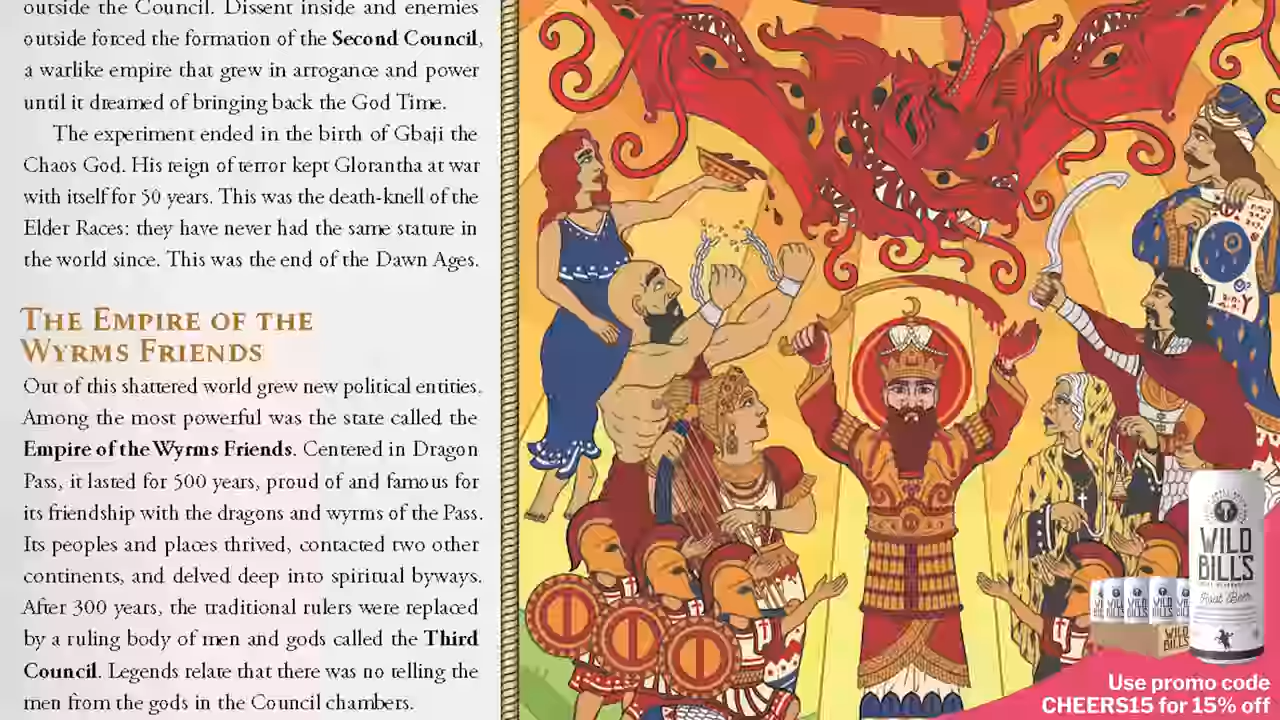 outside the Council. Dissent inside and enemies
outside forced the formation of the Second Council,
a warlike empire that grew in arrogance and power
until it dreamed of bringing back the God Time.
The experiment ended in the birth of Gbaji the
Chaos God. His reign of terror kept Glorantha at war
with itself for 50 years. This was the death-knell of the
Elder Races: they have never had the same stature in
the world since. This was the end of the Dawn Ages.
THE EMPIRE OF THE
WYRMS FRIENDS
Out of this shattered world grew new political entities.
Among the most powerful was the state called the
Empire of the Wyrms Friends. Centered in Dragon
Pass, it lasted for 500 years, proud of and famous for
its friendship with the dragons and wyrms of the Pass.
Its peoples and places thrived, contacted two other
continents, and delved deep into spiritual byways.
After 300 years, the traditional rulers were replaced
by a ruling body of men and gods called the Third
Council. Legends relate that there was no telling the
men from the gods in the Council chambers.
WILD
BILLS
Root Beer
WILD
BILLS
Use promo code
CHEERS15 for 15% off